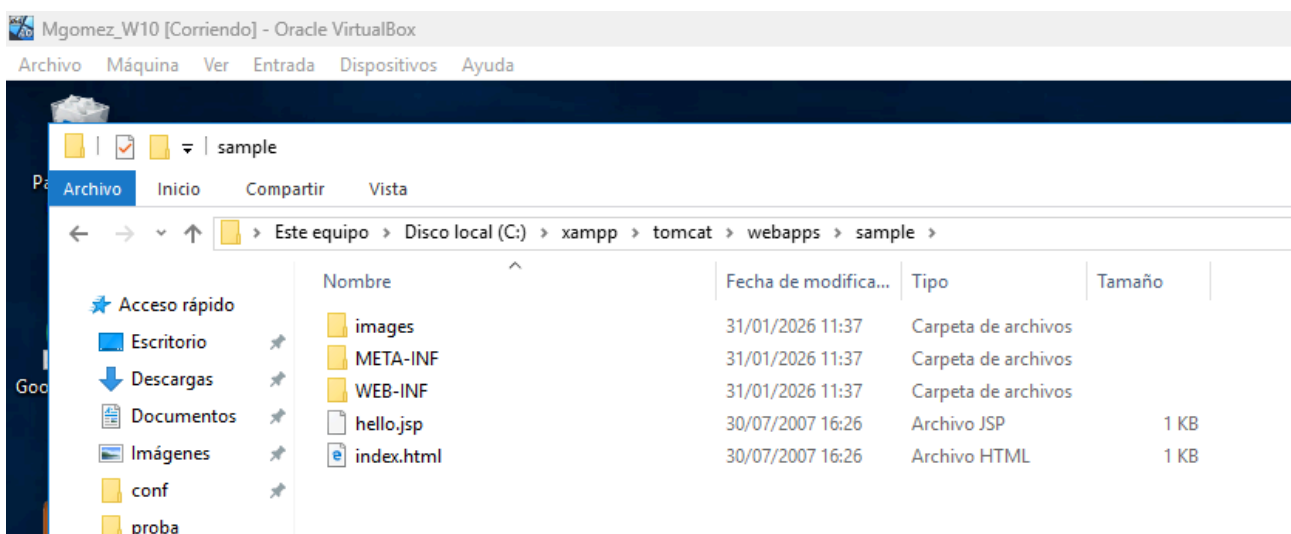 Mgomez_W10 [Corriendo] - Oracle VirtualBox
Archivo Máquina Ver Entrada Dispositivos Ayuda
sample
Archivo Inicio Compartir Vista
Este equipo > Disco local (C:) > xampp > tomcat > webapps > sample >
Nombre Fecha de modifica... Tipo Tamaño
Acceso rápido
Escritorio
Descargas
Documentos
Imágenes
conf
proba
images 31/01/2026 11:37 Carpeta de archivos
META-INF 31/01/2026 11:37 Carpeta de archivos
WEB-INF 31/01/2026 11:37 Carpeta de archivos
hello.jsp 30/07/2007 16:26 Archivo JSP 1 KB
index.html 30/07/2007 16:26 Archivo HTML 1 KB